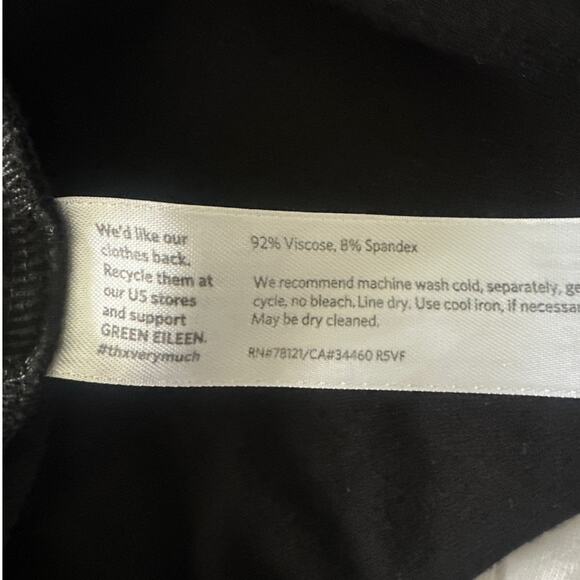 We'd like our
clothes back.
Recycle them at
our US stores
and support
GREEN EILEEN.
#thxverymuch
92% Viscose, 8% Spandex
We recommend machine wash cold, separately, ge
cycle, no bleach. Line dry. Use cool iron, if necessa
May be dry cleaned.
RN#78121/CA#34460 R5VF